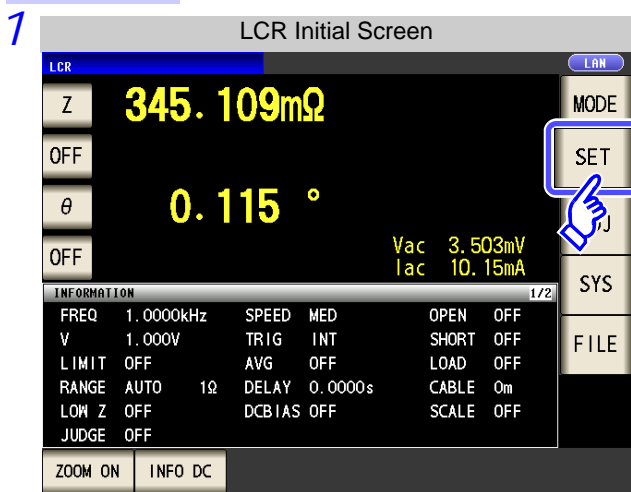 1
LCR Initial Screen
LCR
LAN
Z 345.109mΩ
MODE
OFF
SET
θ 0.115 °
OFF
Vac 3.503mV
Iac 10.15mA
SYS
INFORMATION 1/2
FREQ 1.0000kHz SPEED MED OPEN OFF
V 1.000V TRIG INT SHORT OFF
FILE
LIMIT OFF AVG OFF LOAD OFF
RANGE AUTO 1Ω DELAY 0.0000s CABLE 0m
LOW Z OFF DCBIAS OFF SCALE OFF
JUDGE OFF
ZOOM ON INFO DC